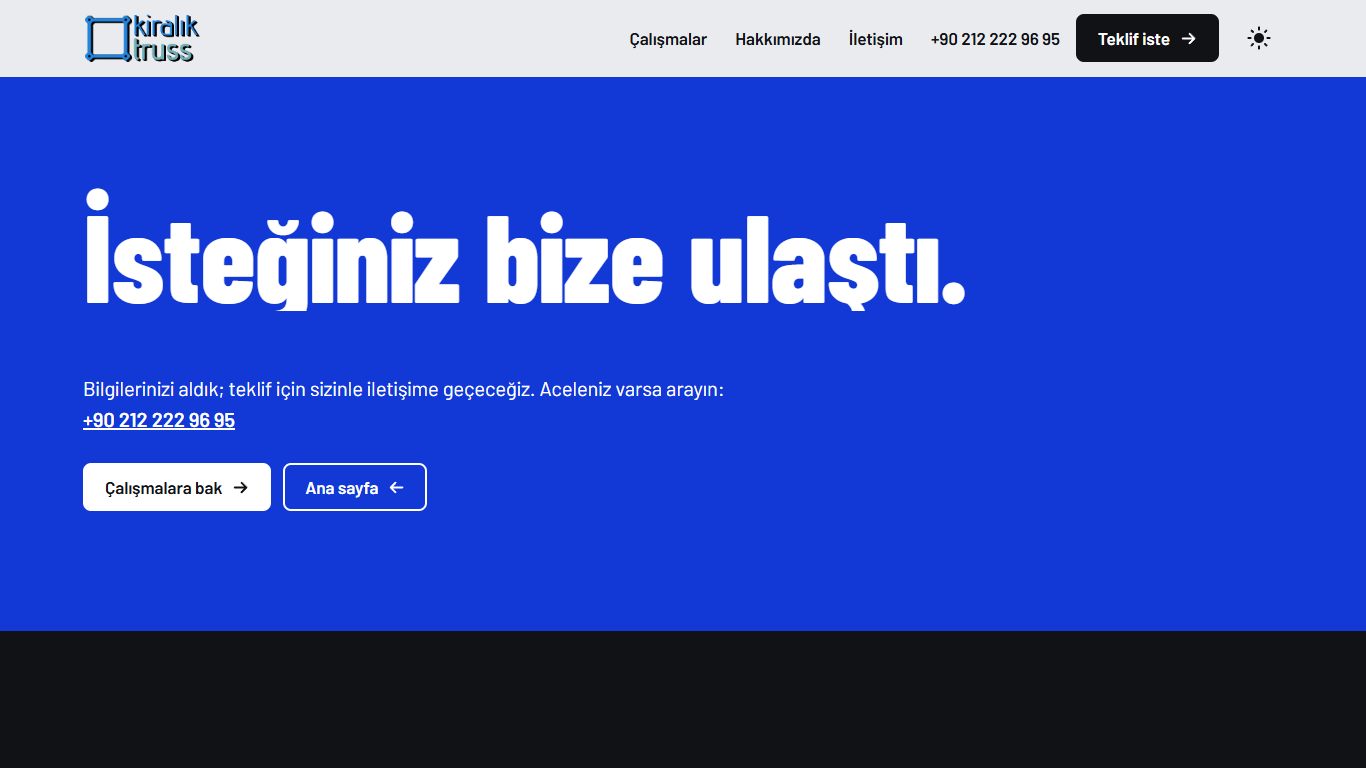 kiralık
truss
Çalışmalar
Hakkımızda
İletişim
+90 212 222 96 95
Teklif iste
İsteğiniz bize ulaştı.
Bilgilerinizi aldık; teklif için sizinle iletişime geçeceğiz. Aceleniz varsa arayın:
+90 212 222 96 95
Çalışmalara bak
Ana sayfa